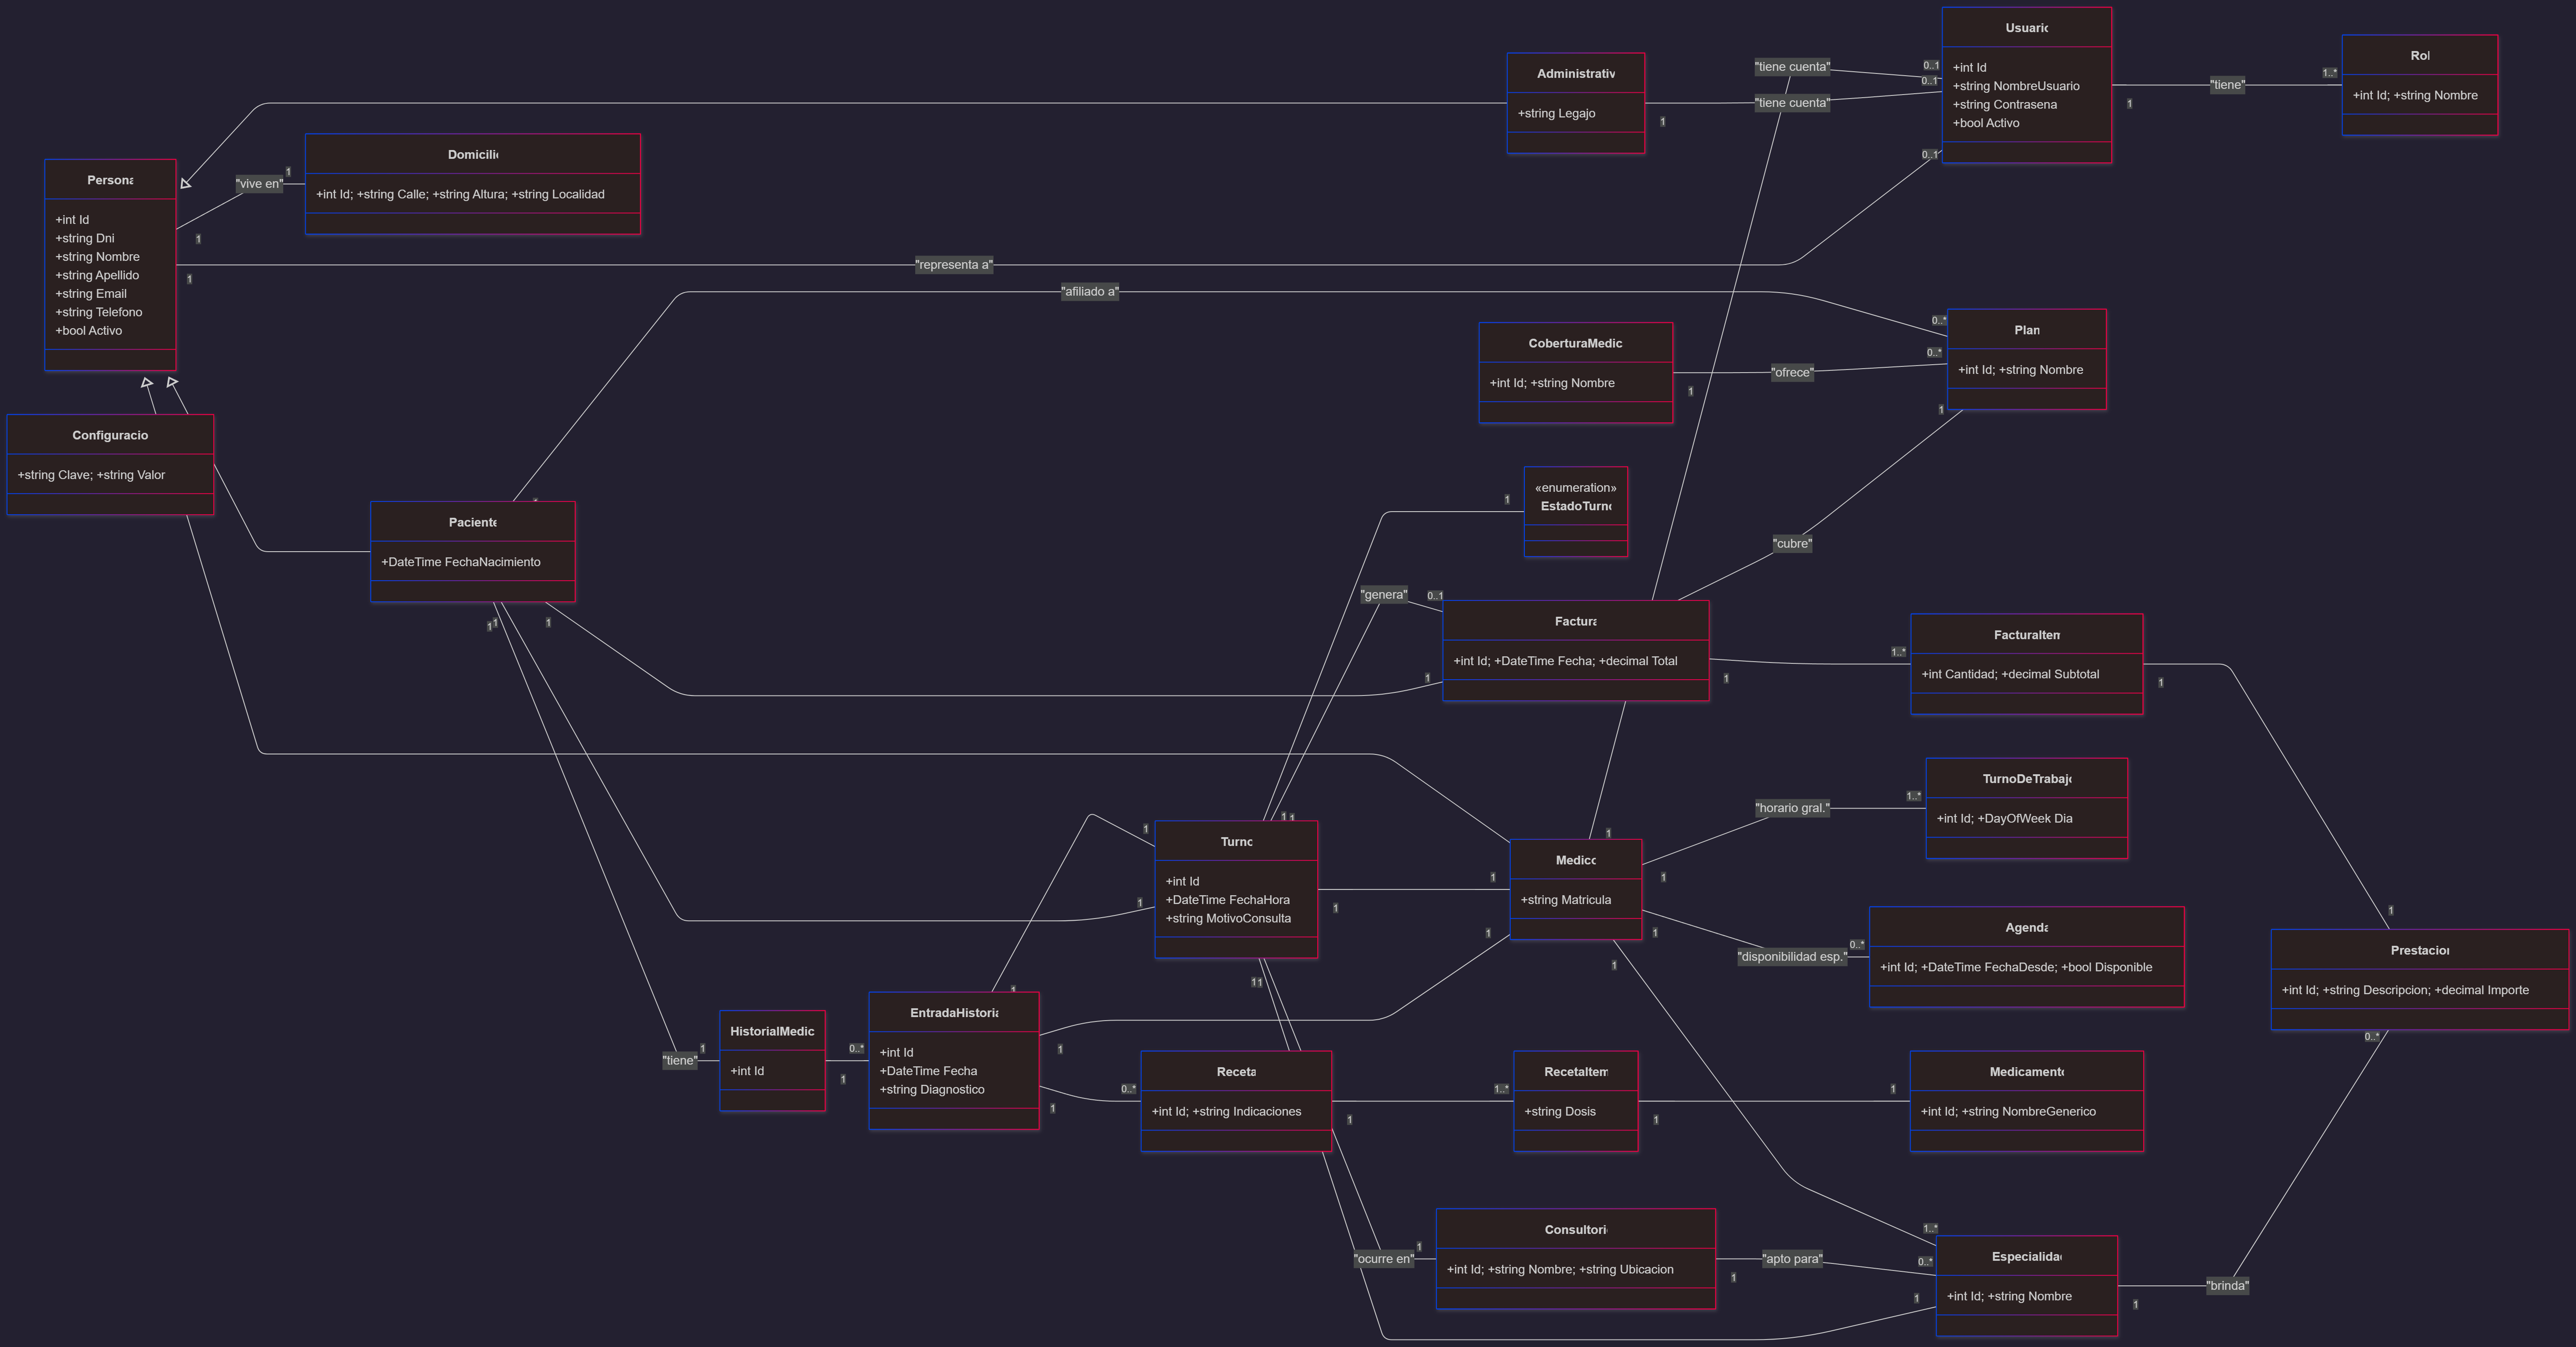 Usuario
+int Id
+string NombreUsuario
+string Contrasena
+bool Activo
Rol
+int Id; +string Nombre
1..*
"tiene"
1
Administrativ
+string Legajo
1
"tiene cuenta"
0..1
"tiene cuenta"
0..1
0..1
Domicili
+int Id; +string Calle; +string Altura; +string Localidad
Persona
+int Id
+string Dni
+string Nombre
+string Apellido
+string Email
+string Telefono
+bool Activo
"vive en"
1
1
1
"representa a"
"afiliado a"
0..*
Plan
+int Id; +string Nombre
CoberturaMedic
+int Id; +string Nombre
1
"ofrece"
0..*
1
Configuracio
+string Clave; +string Valor
Paciente
+DateTime FechaNacimiento
1
1
1
«enumeration»
EstadoTurno
1
"cubre"
"genera"
0..1
Factura
+int Id; +DateTime Fecha; +decimal Total
1
1
1..*
FacturaItem
+int Cantidad; +decimal Subtotal
1
1
TurnoDeTrabajo
+int Id; +DayOfWeek Dia
"horario gral."
1..*
1
1
Turno
+int Id
+DateTime FechaHora
+string MotivoConsulta
1
1
1
1
1
Medico
+string Matricula
1
1
1
1
1
Agenda
+int Id; +DateTime FechaDesde; +bool Disponible
"disponibilidad esp."
0..*
Prestacion
+int Id; +string Descripcion; +decimal Importe
0..*
11
HistorialMedic
+int Id
"tiene"
1
1
0..*
EntradaHistoria
+int Id
+DateTime Fecha
+string Diagnostico
1
1
Receta
+int Id; +string Indicaciones
0..*
1
1..*
RecetaItem
+string Dosis
1
1
Medicamento
+int Id; +string NombreGenerico
Consultori
+int Id; +string Nombre; +string Ubicacion
"ocurre en"
1
1
"apto para"
1..*
0..*
1
Especialidad
+int Id; +string Nombre
1
"brinda"